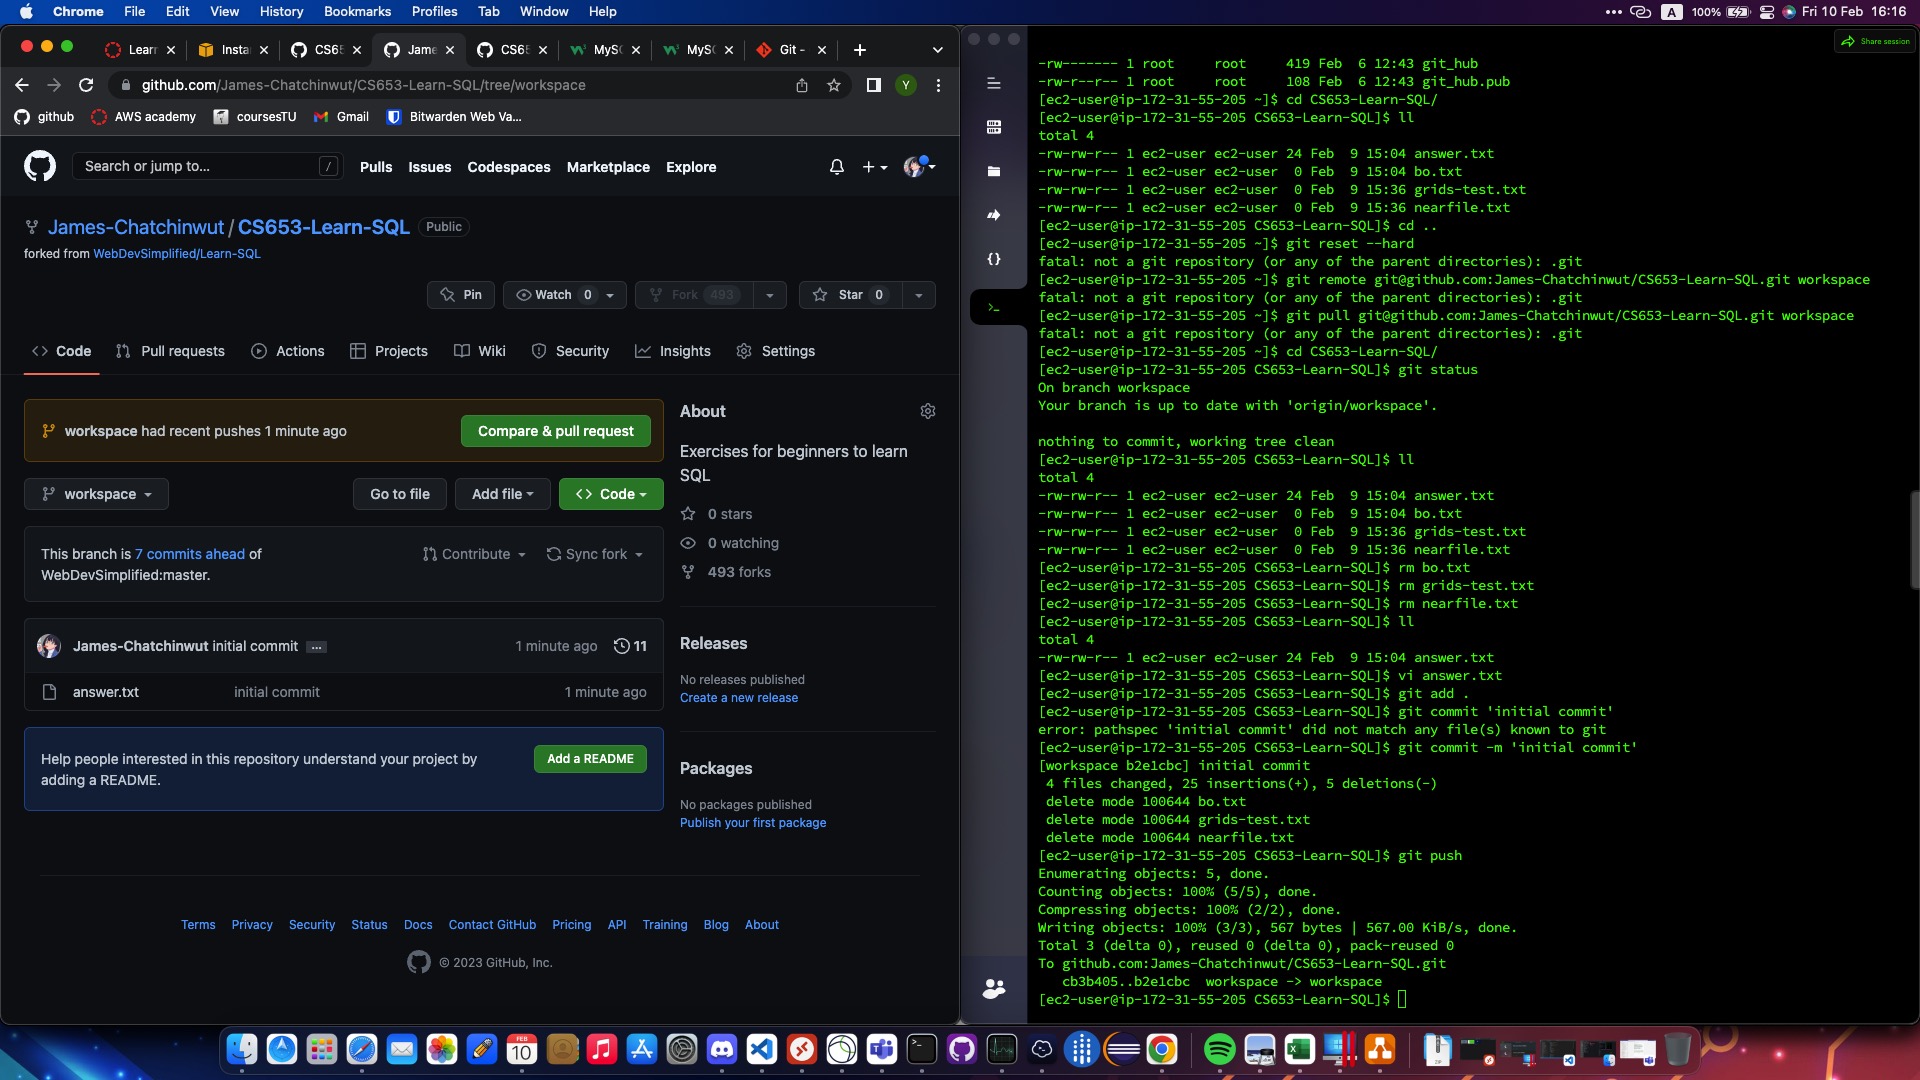 Chrome File Edit View History Bookmarks Profiles Tab Window Help
A 100% Fri 10 Feb 16:16
Learn Insta CS65 Jame CS65 MySQ MySQ Git -
github.com/James-Chatchinwut/CS653-Learn-SQL/tree/workspace
Y
github AWS academy coursesTU Gmail Bitwarden Web Va...
Search or jump to... /
Pulls Issues Codespaces Marketplace Explore
James-Chatchinwut / CS653-Learn-SQL Public
forked from WebDevSimplified/Learn-SQL
Pin Watch 0 Fork 493 Star 0
Code Pull requests Actions Projects Wiki Security Insights Settings
workspace had recent pushes 1 minute ago
Compare & pull request
workspace Go to file Add file Code
This branch is 7 commits ahead of
WebDevSimplified:master.
Contribute Sync fork
James-Chatchinwut initial commit ... 1 minute ago 11
answer.txt initial commit 1 minute ago
Help people interested in this repository understand your project by
adding a README.
Add a README
About
Exercises for beginners to learn
SQL
0 stars
0 watching
493 forks
Releases
No releases published
Create a new release
Packages
No packages published
Publish your first package
Terms Privacy Security Status Docs Contact GitHub Pricing API Training Blog About
© 2023 GitHub, Inc.
Share session
-rw------- 1 root root 419 Feb 6 12:43 git_hub
-rw-r--r-- 1 root root 108 Feb 6 12:43 git_hub.pub
[ec2-user@ip-172-31-55-205 ~]$ cd CS653-Learn-SQL/
[ec2-user@ip-172-31-55-205 CS653-Learn-SQL]$ ll
total 4
-rw-rw-r-- 1 ec2-user ec2-user 24 Feb 9 15:04 answer.txt
-rw-rw-r-- 1 ec2-user ec2-user 0 Feb 9 15:04 bo.txt
-rw-rw-r-- 1 ec2-user ec2-user 0 Feb 9 15:36 grids-test.txt
-rw-rw-r-- 1 ec2-user ec2-user 0 Feb 9 15:36 nearfile.txt
[ec2-user@ip-172-31-55-205 CS653-Learn-SQL]$ cd ..
[ec2-user@ip-172-31-55-205 ~]$ git reset --hard
fatal: not a git repository (or any of the parent directories): .git
[ec2-user@ip-172-31-55-205 ~]$ git remote git@github.com:James-Chatchinwut/CS653-Learn-SQL.git workspace
fatal: not a git repository (or any of the parent directories): .git
[ec2-user@ip-172-31-55-205 ~]$ git pull git@github.com:James-Chatchinwut/CS653-Learn-SQL.git workspace
fatal: not a git repository (or any of the parent directories): .git
[ec2-user@ip-172-31-55-205 ~]$ cd CS653-Learn-SQL/
[ec2-user@ip-172-31-55-205 CS653-Learn-SQL]$ git status
On branch workspace
Your branch is up to date with 'origin/workspace'.
nothing to commit, working tree clean
[ec2-user@ip-172-31-55-205 CS653-Learn-SQL]$ ll
total 4
-rw-rw-r-- 1 ec2-user ec2-user 24 Feb 9 15:04 answer.txt
-rw-rw-r-- 1 ec2-user ec2-user 0 Feb 9 15:04 bo.txt
-rw-rw-r-- 1 ec2-user ec2-user 0 Feb 9 15:36 grids-test.txt
-rw-rw-r-- 1 ec2-user ec2-user 0 Feb 9 15:36 nearfile.txt
[ec2-user@ip-172-31-55-205 CS653-Learn-SQL]$ rm bo.txt
[ec2-user@ip-172-31-55-205 CS653-Learn-SQL]$ rm grids-test.txt
[ec2-user@ip-172-31-55-205 CS653-Learn-SQL]$ rm nearfile.txt
[ec2-user@ip-172-31-55-205 CS653-Learn-SQL]$ ll
total 4
-rw-rw-r-- 1 ec2-user ec2-user 24 Feb 9 15:04 answer.txt
[ec2-user@ip-172-31-55-205 CS653-Learn-SQL]$ vi answer.txt
[ec2-user@ip-172-31-55-205 CS653-Learn-SQL]$ git add .
[ec2-user@ip-172-31-55-205 CS653-Learn-SQL]$ git commit 'initial commit'
error: pathspec 'initial commit' did not match any file(s) known to git
[ec2-user@ip-172-31-55-205 CS653-Learn-SQL]$ git commit -m 'initial commit'
[workspace b2e1cbc] initial commit
4 files changed, 25 insertions(+), 5 deletions(-)
delete mode 100644 bo.txt
delete mode 100644 grids-test.txt
delete mode 100644 nearfile.txt
[ec2-user@ip-172-31-55-205 CS653-Learn-SQL]$ git push
Enumerating objects: 5, done.
Counting objects: 100% (5/5), done.
Compressing objects: 100% (2/2), done.
Writing objects: 100% (3/3), 567 bytes | 567.00 KiB/s, done.
Total 3 (delta 0), reused 0 (delta 0), pack-reused 0
To github.com:James-Chatchinwut/CS653-Learn-SQL.git
cb3b405..b2e1cbc workspace -> workspace
[ec2-user@ip-172-31-55-205 CS653-Learn-SQL]$
FEB
10